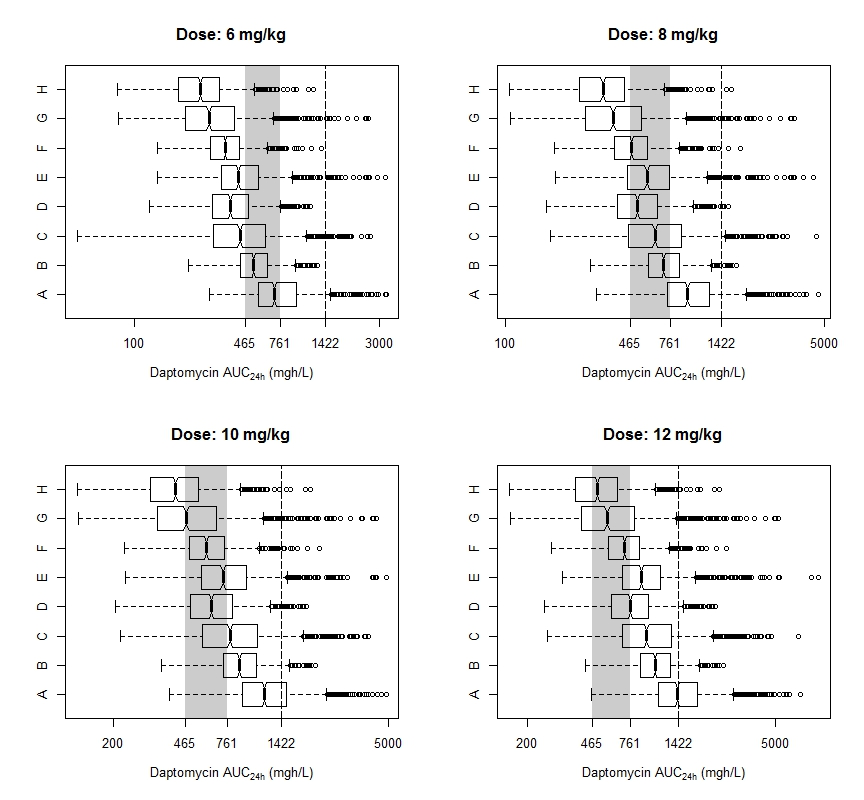 Dose: 6 mg/kg
H
G
F
E
D
C
B
A
100 465 761 1422 3000
Daptomycin AUC24h (mgh/L)
Dose: 8 mg/kg
H
G
F
E
D
C
B
A
100 465 761 1422 5000
Daptomycin AUC24h (mgh/L)
Dose: 10 mg/kg
H
G
F
E
D
C
B
A
200 465 761 1422 5000
Daptomycin AUC24h (mgh/L)
Dose: 12 mg/kg
H
G
F
E
D
C
B
A
200 465 761 1422 5000
Daptomycin AUC24h (mgh/L)